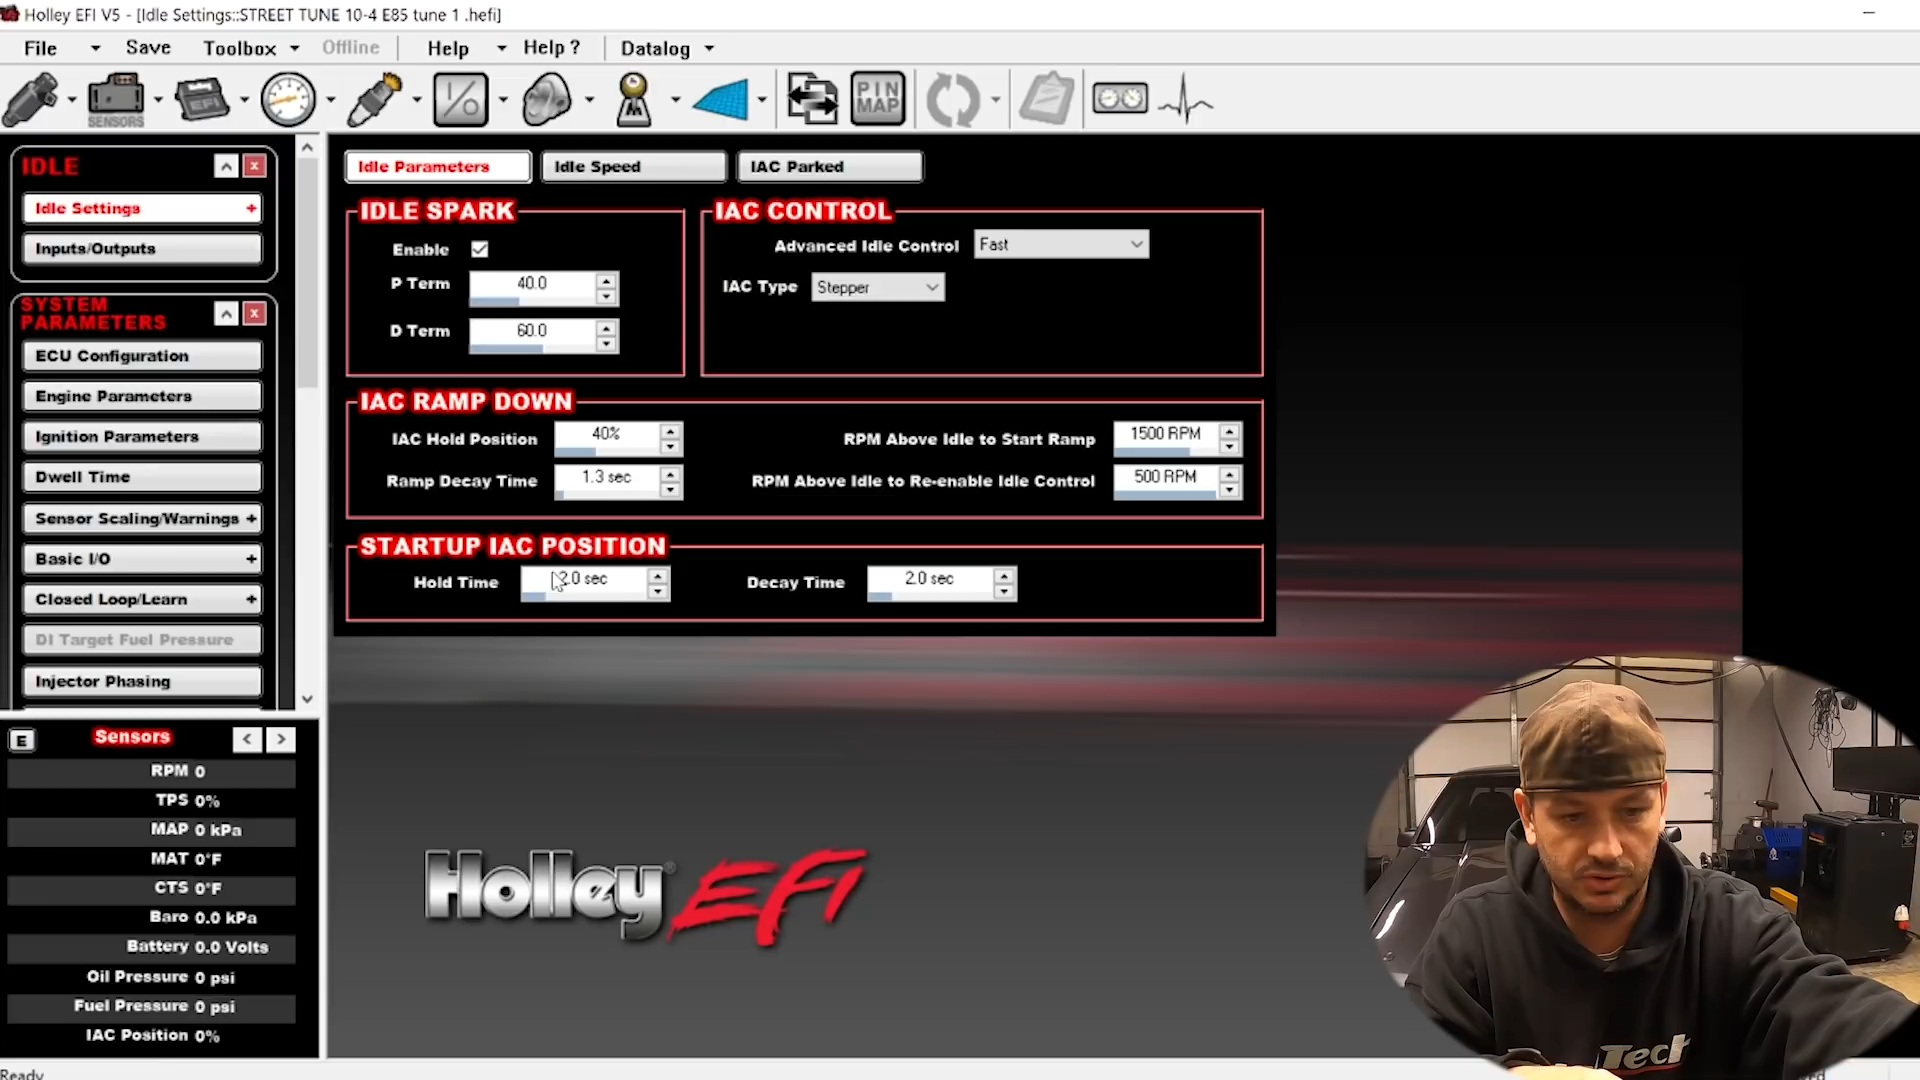 Holley EFI V5 - [Idle Settings::STREET TUNE 10-4 E85 tune 1 .hefi]
File Save Toolbox Offline Help Help ? Datalog
SENSORS EFI I/O PIN MAP
IDLE
Idle Settings +
Inputs/Outputs
SYSTEM
PARAMETERS
ECU Configuration
Engine Parameters
Ignition Parameters
Dwell Time
Sensor Scaling/Warnings +
Basic I/O +
Closed Loop/Learn +
DI Target Fuel Pressure
Injector Phasing
E Sensors < >
RPM 0
TPS 0%
MAP 0 kPa
MAT 0°F
CTS 0°F
Baro 0.0 kPa
Battery 0.0 Volts
Oil Pressure 0 psi
Fuel Pressure 0 psi
IAC Position 0%
Idle Parameters Idle Speed IAC Parked
IDLE SPARK
Enable
P Term 40.0
D Term 60.0
IAC CONTROL
Advanced Idle Control Fast
IAC Type Stepper
IAC RAMP DOWN
IAC Hold Position 40% RPM Above Idle to Start Ramp 1500 RPM
Ramp Decay Time 1.3 sec RPM Above Idle to Re-enable Idle Control 500 RPM
STARTUP IAC POSITION
Hold Time 2.0 sec Decay Time 2.0 sec
Holley EFI
Tech
Ready